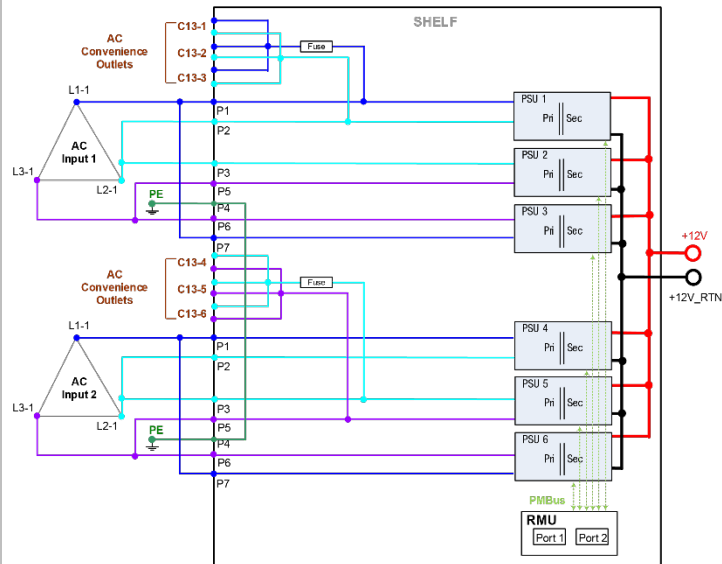 SHELF
C13-1
AC
Convenience
Outlets
C13-2
C13-3
Fuse
L1-1
P1
P2
PSU 1
Pri
Sec
AC
Input 1
L3-1
L2-1
P3
P5
PE
P4
P6
P7
PSU 2
Pri
Sec
PSU 3
Pri
Sec
+12V
+12V_RTN
C13-4
AC
Convenience
Outlets
C13-5
C13-6
Fuse
L1-1
P1
P2
PSU 4
Pri
Sec
AC
Input 2
L3-1
L2-1
P3
P5
PE
P4
P6
P7
PSU 5
Pri
Sec
PSU 6
Pri
Sec
PMBus
RMU
Port 1
Port 2